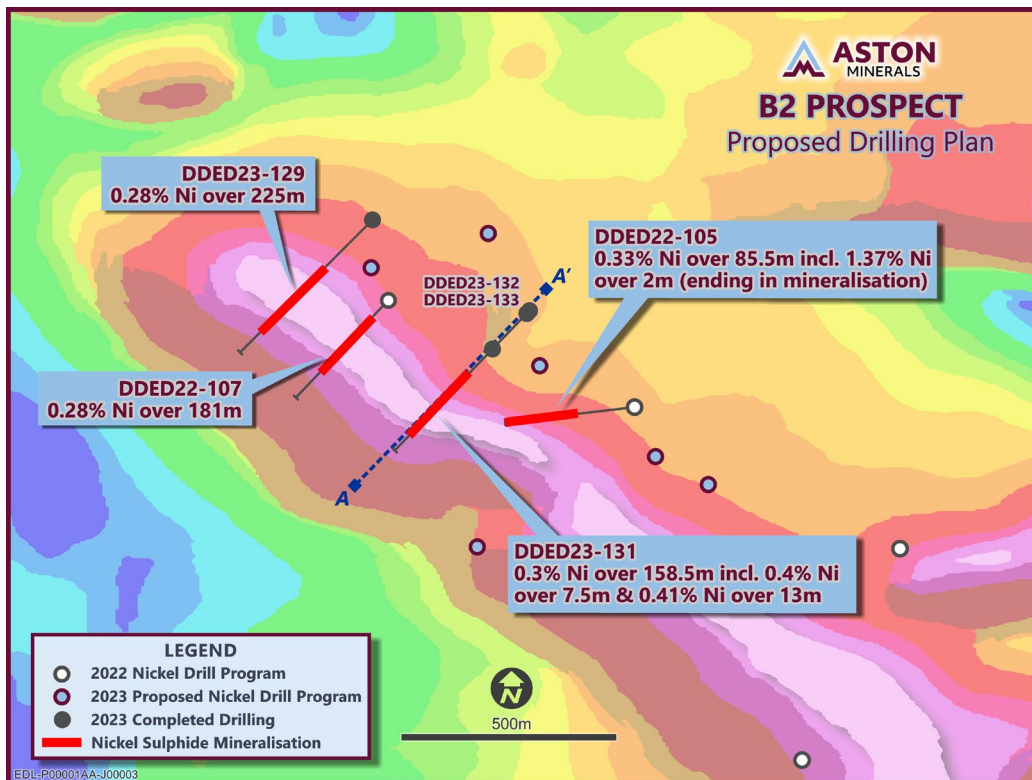 ASTON
MINERALS
B2 PROSPECT
Proposed Drilling Plan
DDED23-129
0.28% Ni over 225m
DDED22-105
0.33% Ni over 85.5m incl. 1.37% Ni
over 2m (ending in mineralisation)
DDED23-132
DDED23-133
A'
DDED22-107
0.28% Ni over 181m
A
DDED23-131
0.3% Ni over 158.5m incl. 0.4% Ni
over 7.5m & 0.41% Ni over 13m
LEGEND
2022 Nickel Drill Program
2023 Proposed Nickel Drill Program
2023 Completed Drilling
Nickel Sulphide Mineralisation
N
500m
EDL-P00001AA-J00003